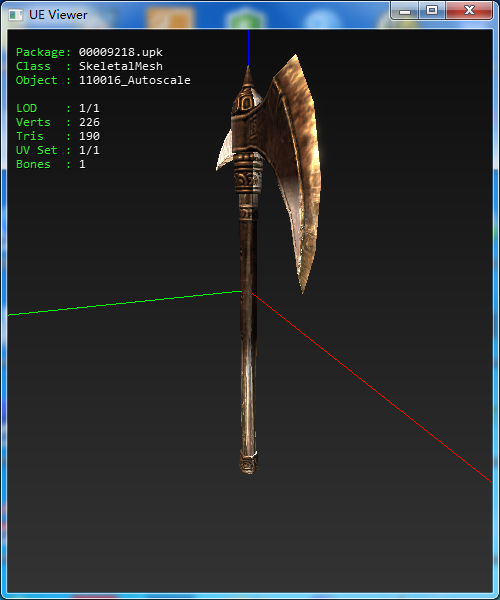 UE Viewer
Package: 00009218.upk
Class : SkeletalMesh
Object : 110016_Autoscale
LOD : 1/1
Verts : 226
Tris : 190
UV Set : 1/1
Bones : 1